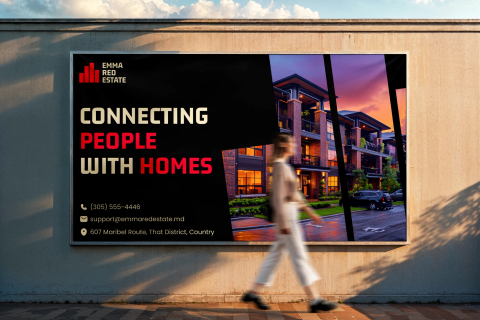 EMMA
RED
ESTATE
CONNECTING
PEOPLE
WITH HOMES
(305) 555-4446
support@emmaredestate.md
607 Maribel Route, That District, Country